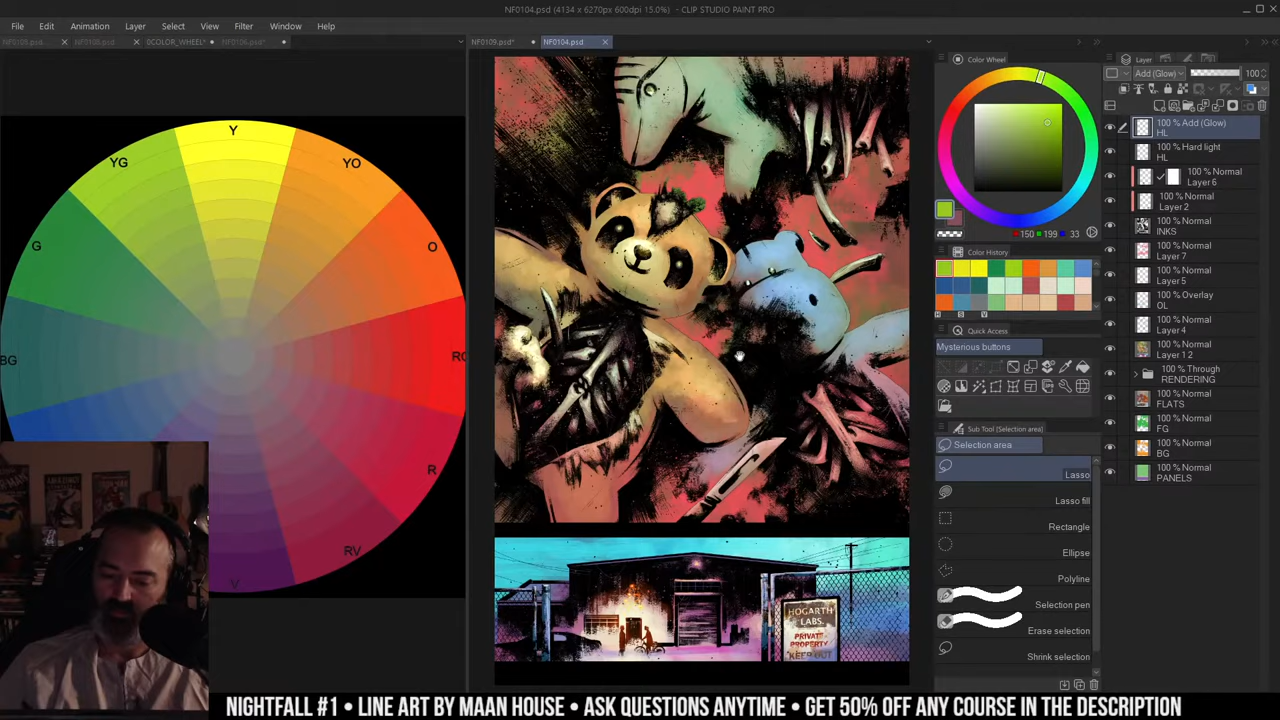 NF0104.psd (4134 x 6270px 600dpi 15.0%) - CLIP STUDIO PAINT PRO
File Edit Animation Layer Select View Filter Window Help
NF0105.psd NF0108.psd 0COLOR_WHEEL* NF0106.psd* NF0109.psd* NF0104.psd
Y
YG
YO
G
O
BG
RO
R
RV
V
HOGARTH
LABS.
PRIVATE
PROPERTY
KEEP OUT
Color Wheel
150 199 33
Color History
H S V
Quick Access
Mysterious buttons
Sub Tool (Selection area)
Selection area
Lasso
Lasso fill
Rectangle
Ellipse
Polyline
Selection pen
Erase selection
Shrink selection
Layer
Add (Glow) 100
100 % Add (Glow)
HL
100 % Hard light
HL
100 % Normal
Layer 6
100 % Normal
Layer 2
100 % Normal
INKS
100 % Normal
Layer 7
100 % Normal
Layer 5
100 % Overlay
OL
100 % Normal
Layer 4
100 % Normal
Layer 1 2
100 % Through
RENDERING
100 % Normal
FLATS
100 % Normal
FG
100 % Normal
BG
100 % Normal
PANELS
NIGHTFALL #1 • LINE ART BY MAAN HOUSE • ASK QUESTIONS ANYTIME • GET 50% OFF ANY COURSE IN THE DESCRIPTION